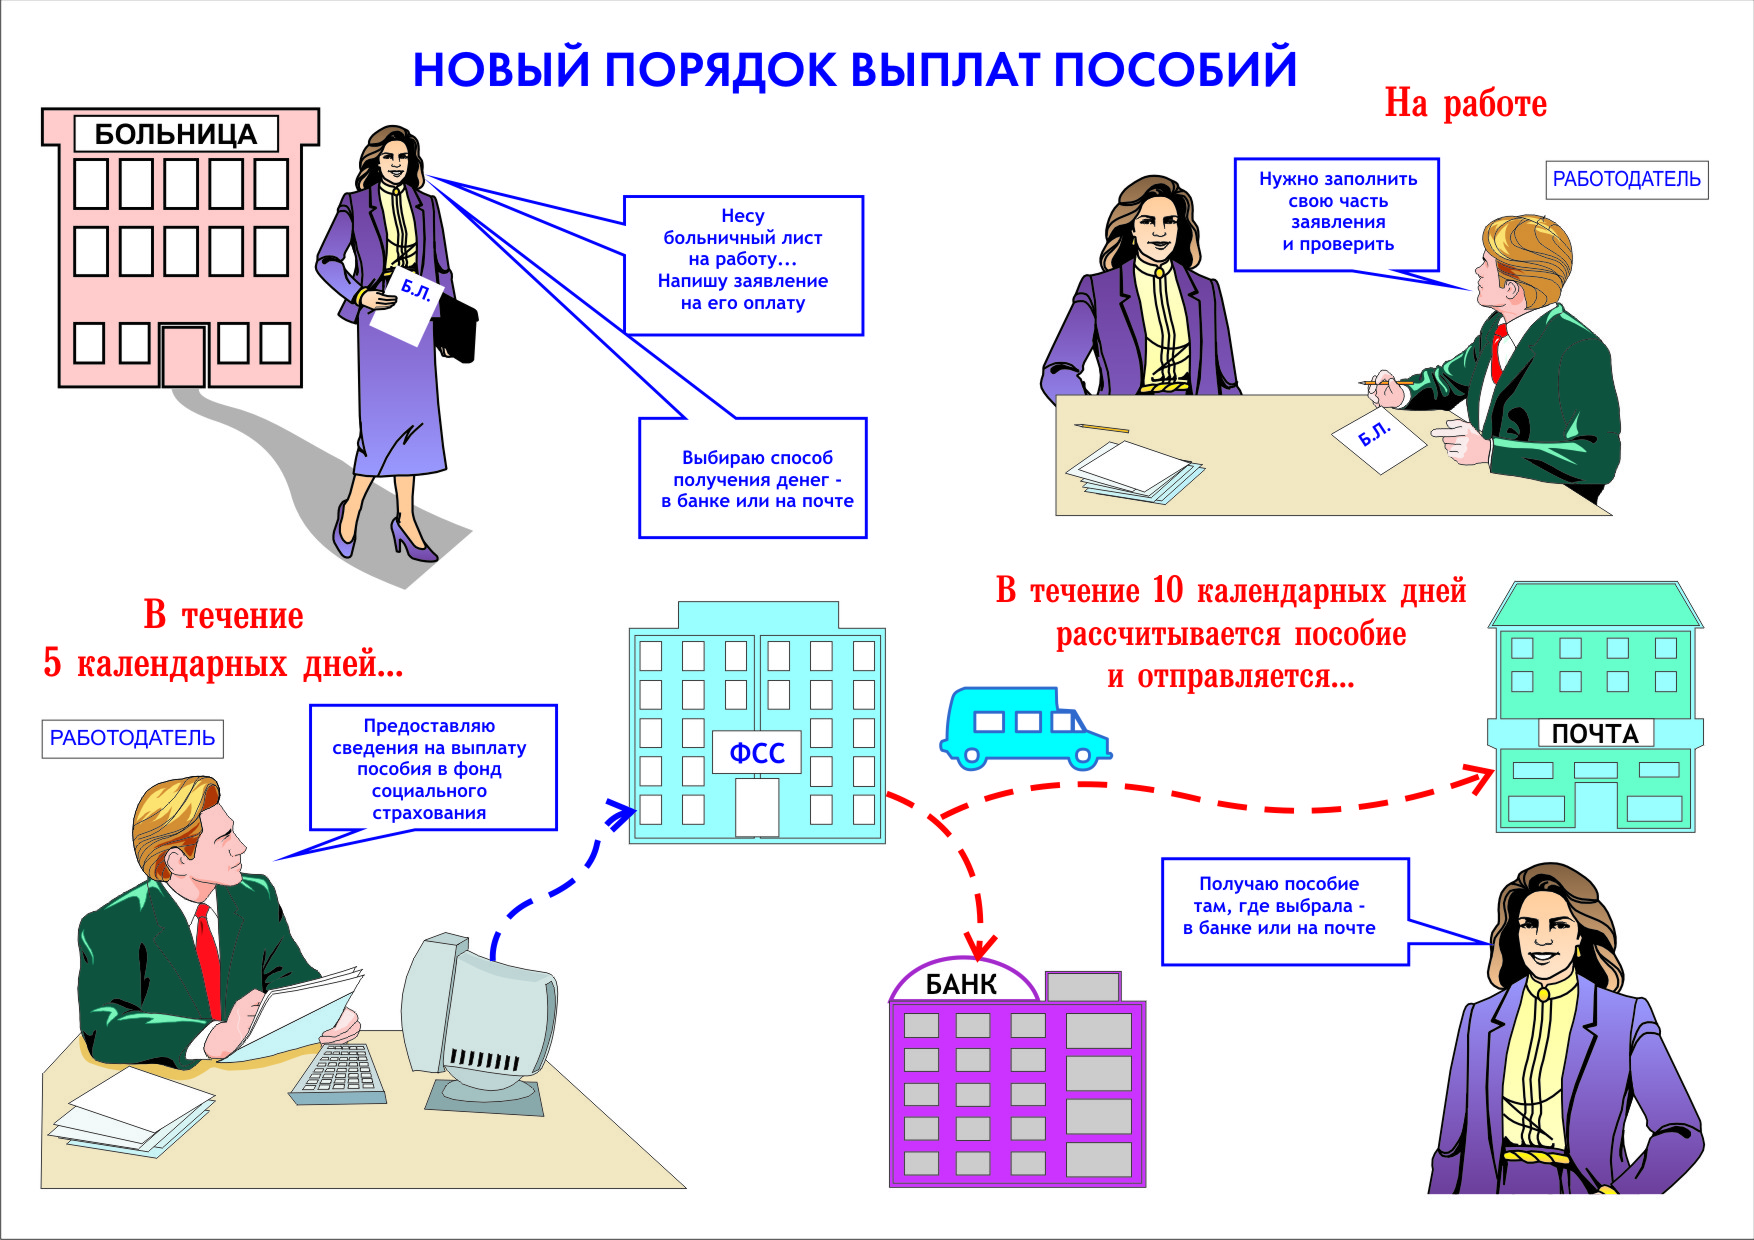 НОВЫЙ ПОРЯДОК ВЫПЛАТ ПОСОБИЙ
БОЛЬНИЦА
Б.Л.
Несу
больничный лист
на работу...
Напишу заявление
на его оплату
Выбираю способ
получения денег -
в банке или на почте
На работе
РАБОТОДАТЕЛЬ
Нужно заполнить
свою часть
заявления
и проверить
Б.Л.
В течение
5 календарных дней...
РАБОТОДАТЕЛЬ
Предоставляю
сведения на выплату
пособия в фонд
социального
страхования
ФСС
В течение 10 календарных дней
рассчитывается пособие
и отправляется...
ПОЧТА
БАНК
Получаю пособие
там, где выбрала -
в банке или на почте